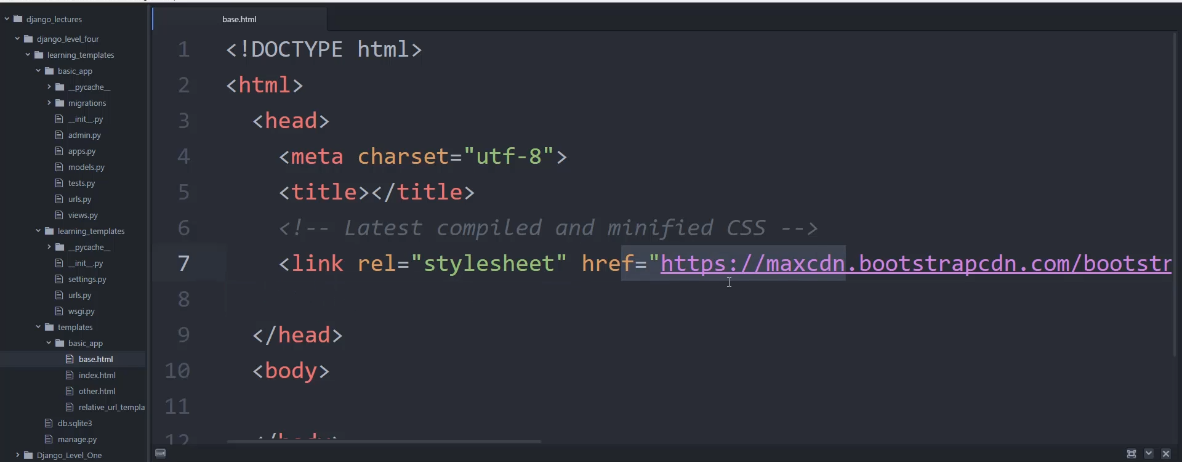 django_lectures
django_level_four
learning_templates
basic_app
__pycache__
migrations
__init__.py
admin.py
apps.py
models.py
tests.py
urls.py
views.py
learning_templates
__pycache__
__init__.py
settings.py
urls.py
wsgi.py
templates
basic_app
base.html
index.html
other.html
relative_url_templa
db.sqlite3
manage.py
Django_Level_One
base.html
1 <!DOCTYPE html>
2 <html>
3 <head>
4 <meta charset="utf-8">
5 <title></title>
6 <!-- Latest compiled and minified CSS -->
7 <link rel="stylesheet" href="https://maxcdn.bootstrapcdn.com/bootstr
8
9 </head>
10 <body>
11
12 </body>